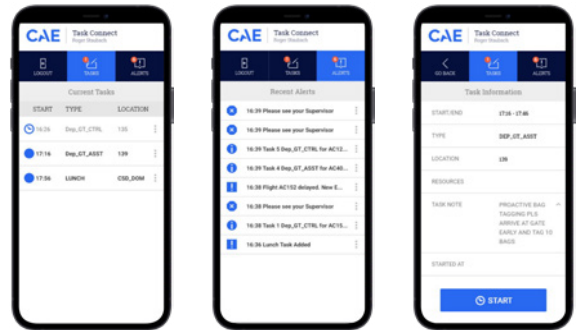 CAE Task Connect
Roger Staubach
LOGOUT TASKS ALERTS
Current Tasks
START TYPE LOCATION
16:26 Dep_GT_CTRL 135
17:16 Dep_GT_ASST 139
17:56 LUNCH CSD_DOM
CAE Task Connect
Roger Staubach
LOGOUT TASKS ALERTS
Recent Alerts
16:39 Please see your Supervisor
16:39 Please see your Supervisor
16:39 Task 5 Dep_GT_CTRL for AC12...
16:39 Task 4 Dep_GT_ASST for AC40...
16:38 Flight AC152 delayed. New E...
16:38 Please see your Supervisor
16:38 Task 1 Dep_GT_CTRL for AC15...
16:36 Lunch Task Added
CAE Task Connect
Roger Staubach
GO BACK TASKS ALERTS
Task Information
START/END 17:16 - 17:46
TYPE DEP_GT_ASST
LOCATION 139
RESOURCES
TASK NOTE PROACTIVE BAG
TAGGING PLS
ARRIVE AT GATE
EARLY AND TAG 10
BAGS
STARTED AT
START